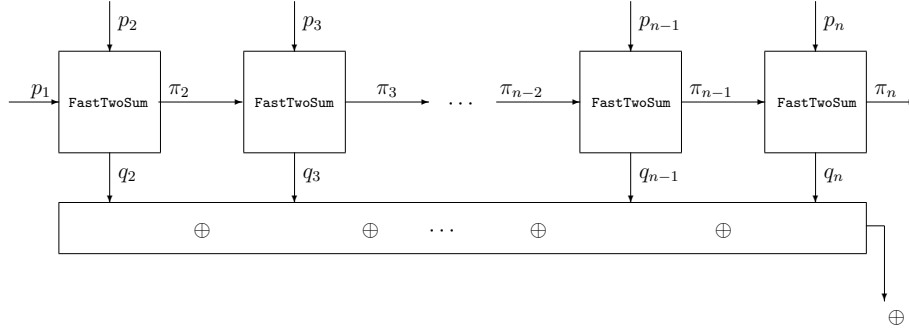 p₂ p₃ pₙ₋₁ pₙ
p₁ FastTwoSum π₂ FastTwoSum π₃ ⋯ πₙ₋₂ FastTwoSum πₙ₋₁ FastTwoSum πₙ
q₂ q₃ qₙ₋₁ qₙ
⊕ ⊕ ⋯ ⊕ ⊕
⊕